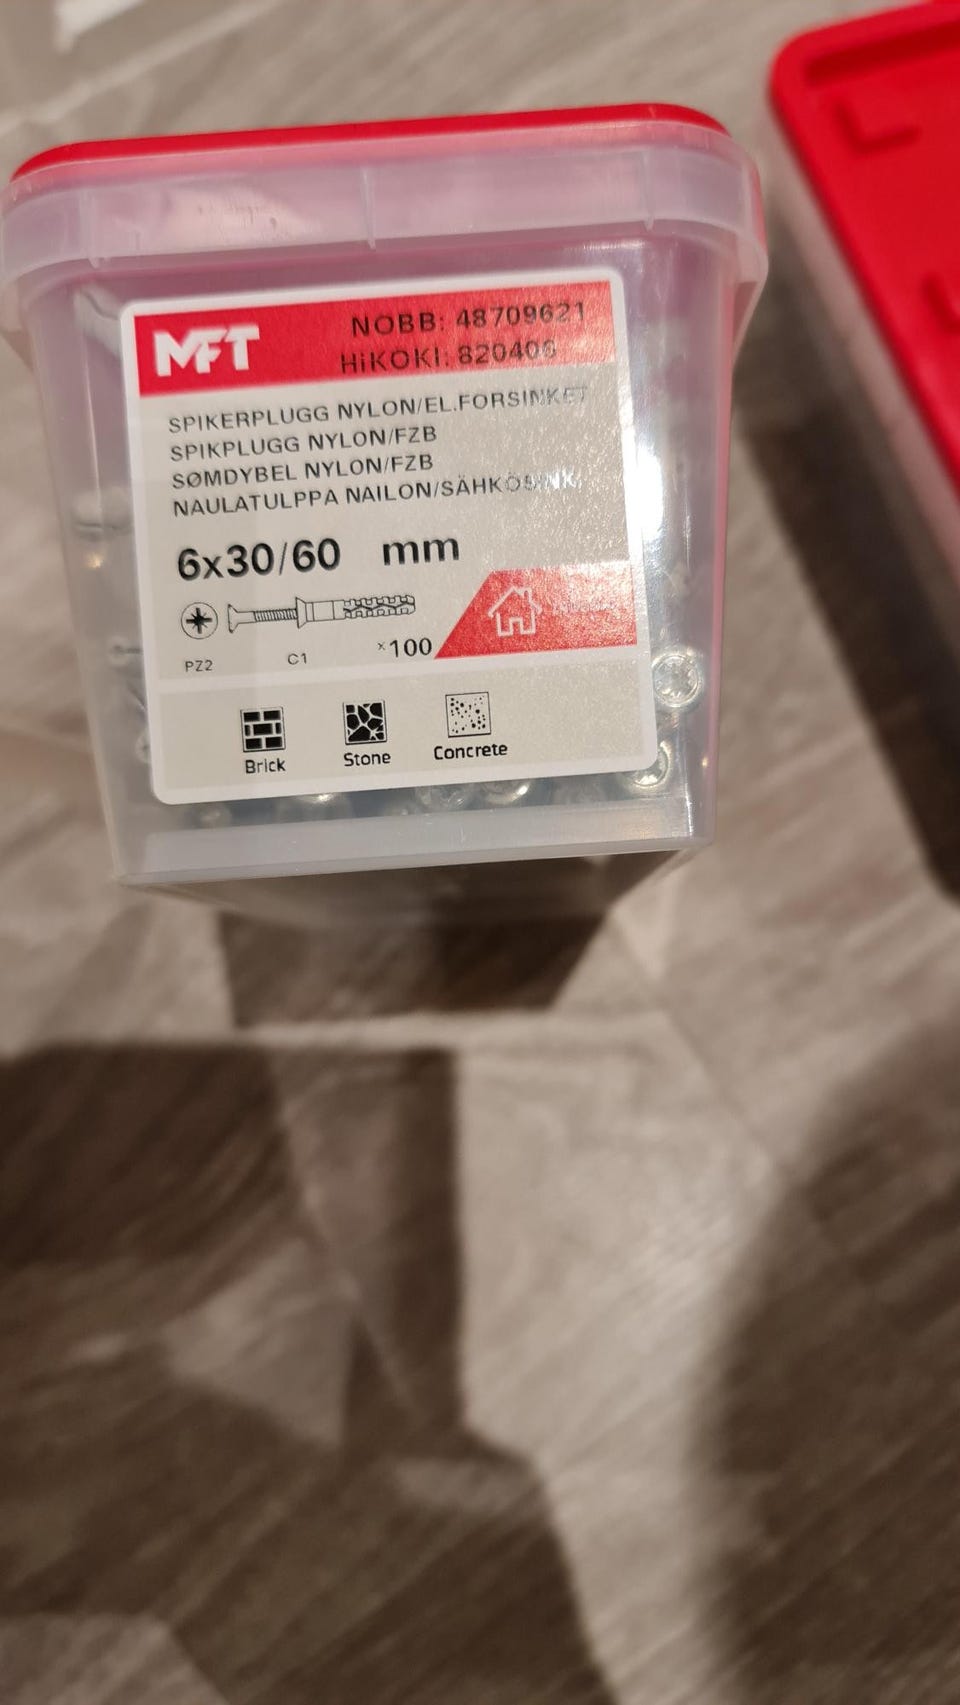 MFT
NOBB: 48709621
HiKOKI: 820406
SPIKERPLUGG NYLON/EL.FORSINKET
SPIKPLUGG NYLON/FZB
SØMDYBEL NYLON/FZB
NAULATULPPA NAILON/SÄHKÖSINK.
6x30/60 mm
PZ2
C1
x100
Brick
Stone
Concrete